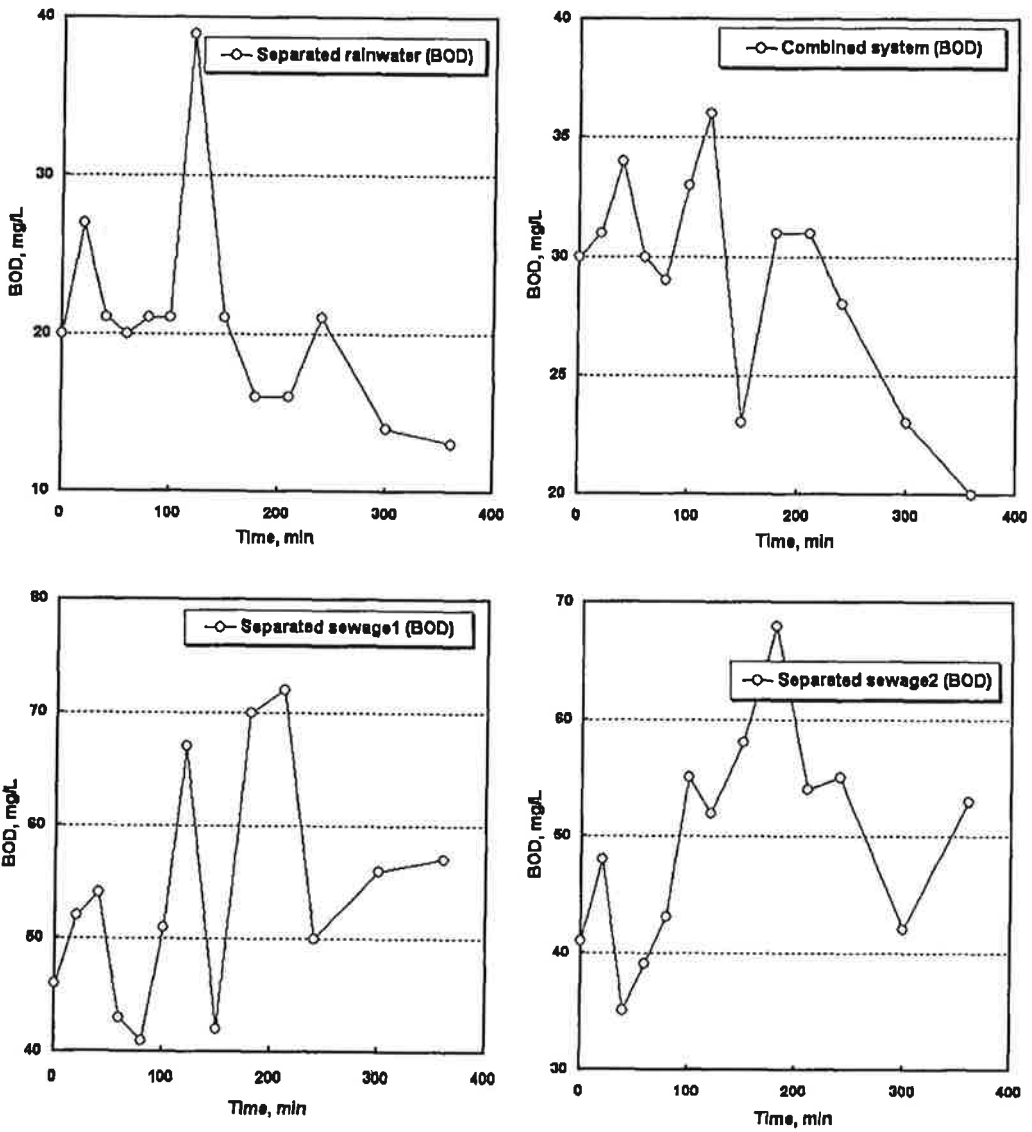 40
Separated rainwater (BOD)
30
BOD, mg/L
20
10
0 100 200 300 400
Time, min
40
Combined system (BOD)
35
30
BOD, mg/L
25
20
0 100 200 300 400
Time, min
80
Separated sewage1 (BOD)
70
60
BOD, mg/L
50
40
0 100 200 300 400
Time, min
70
Separated sewage2 (BOD)
60
50
BOD, mg/L
40
30
0 100 200 300 400
Time, min